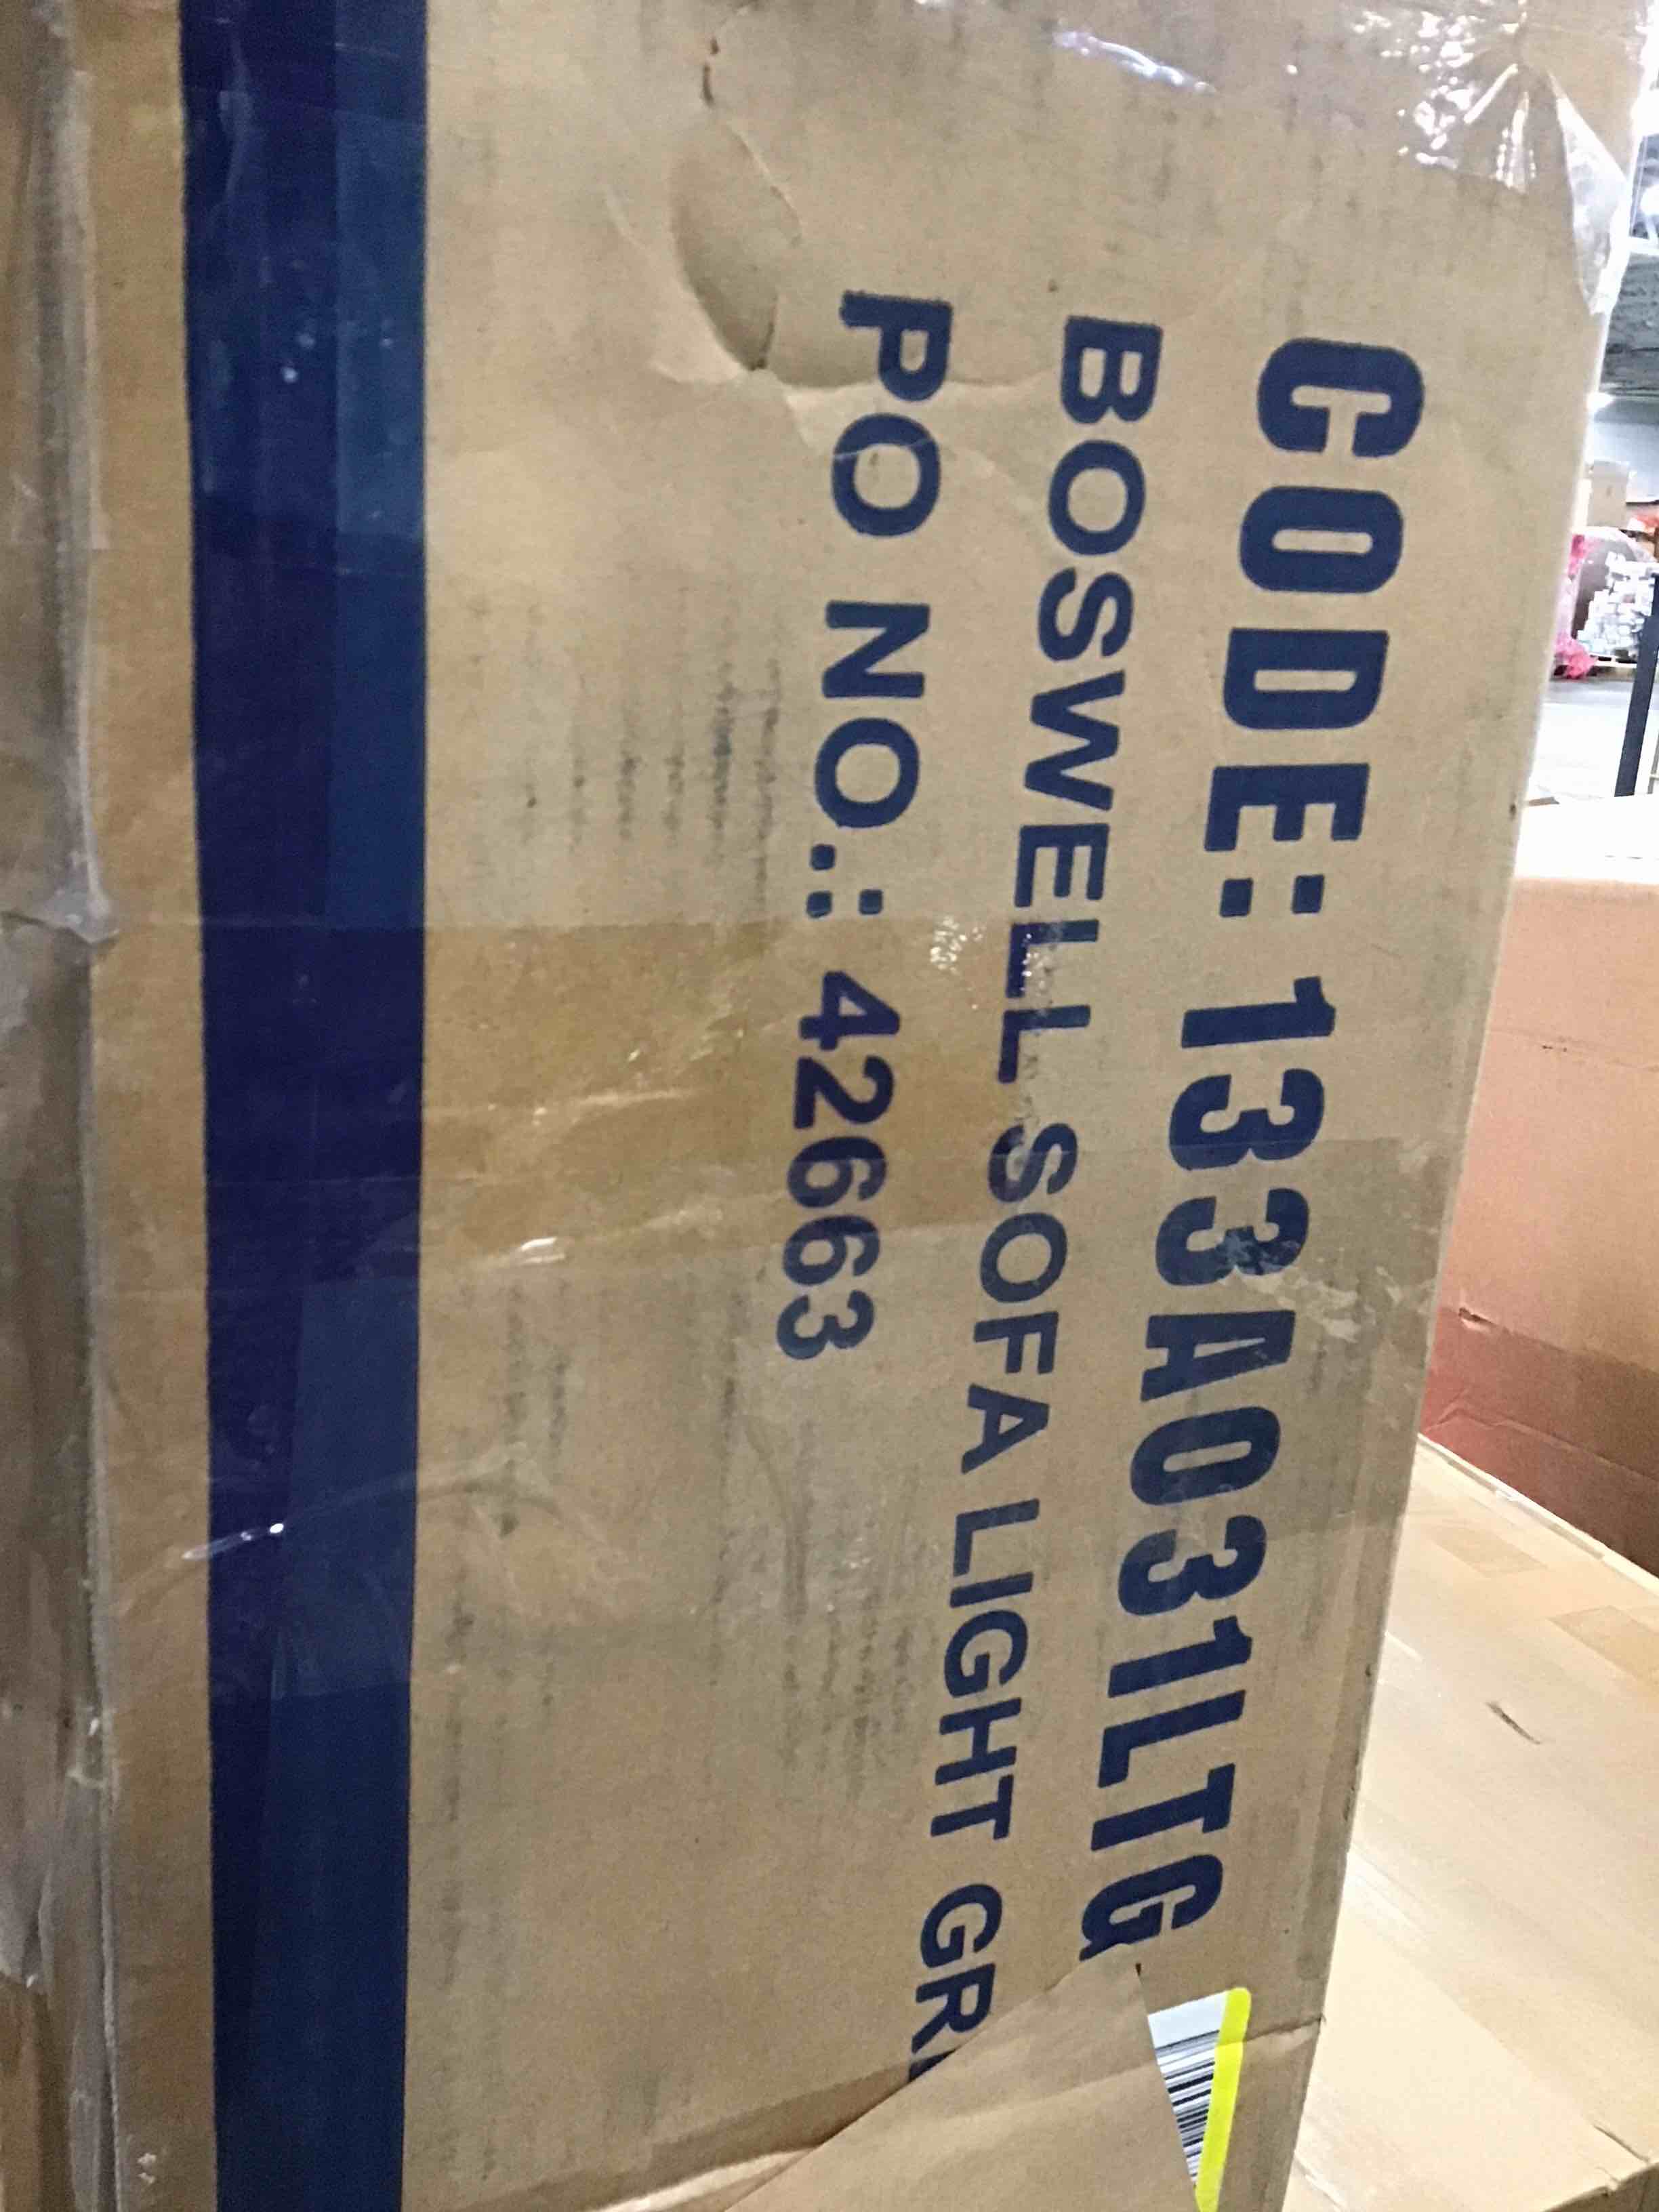 CODE: 133A031LTG
BOSWELL SOFA LIGHT GR
PO NO.: 42663